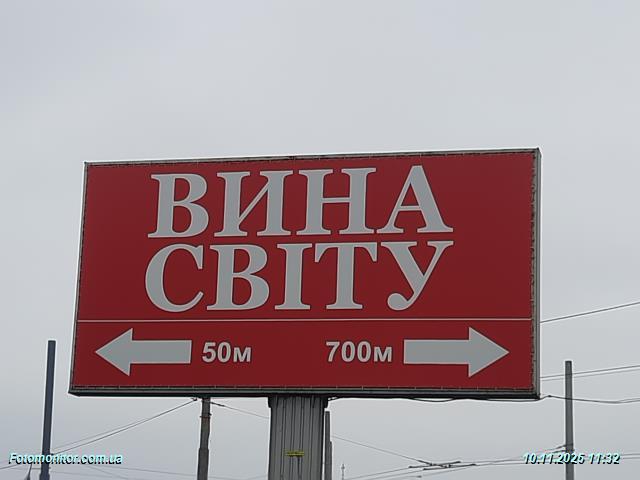 ВИНА
СВІТУ
50м 700м
Fotomonitor.com.ua 10.11.2025 11:32